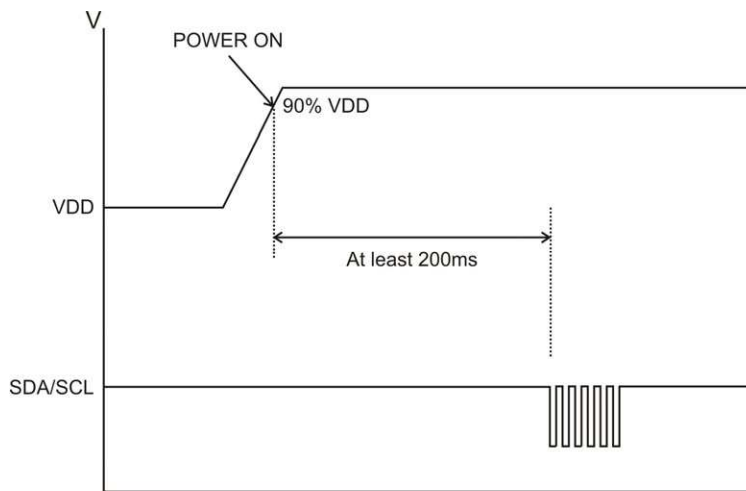 V
POWER ON
90% VDD
VDD
At least 200ms
SDA/SCL